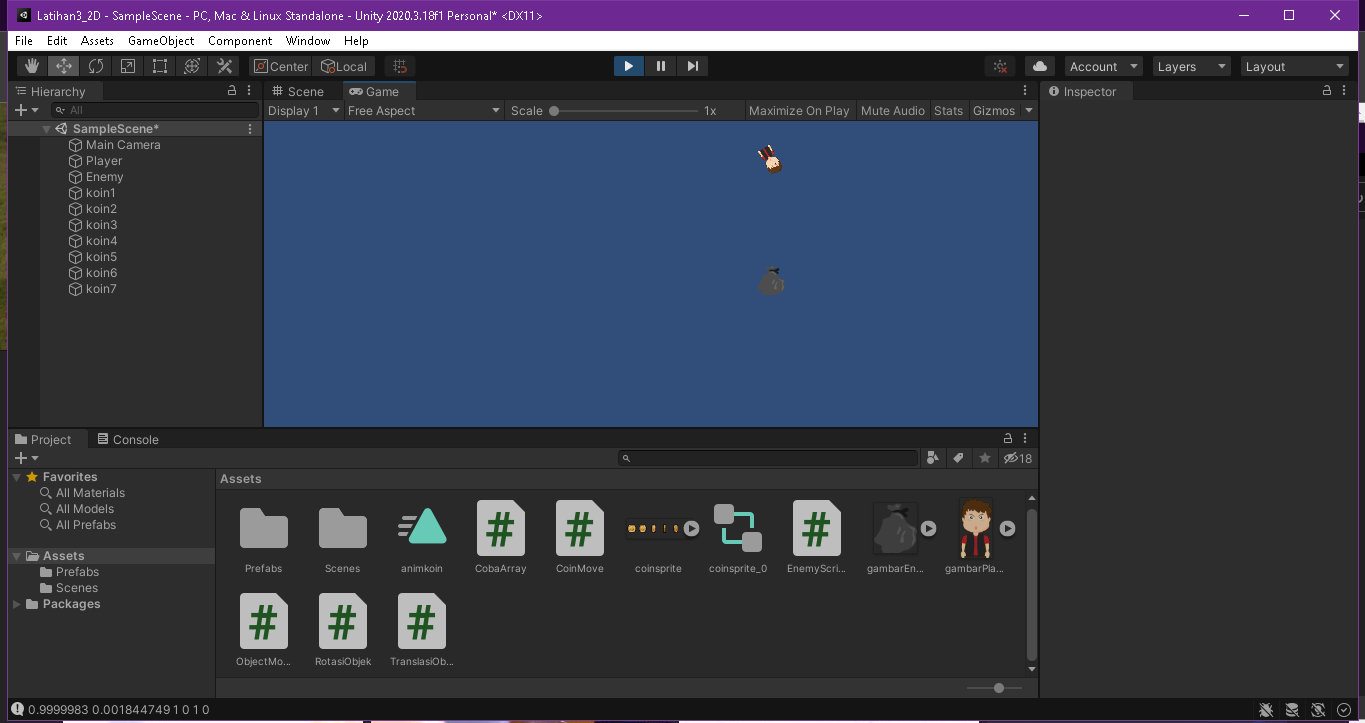 Latihan3_2D - SampleScene - PC, Mac & Linux Standalone - Unity 2020.3.18f1 Personal* <DX11>
File Edit Assets GameObject Component Window Help
Center Local Account Layers Layout
Hierarchy
All
SampleScene*
Main Camera
Player
Enemy
koin1
koin2
koin3
koin4
koin5
koin6
koin7
Scene Game
Display 1 Free Aspect Scale 1x Maximize On Play Mute Audio Stats Gizmos
Inspector
Project Console
18
Favorites
All Materials
All Models
All Prefabs
Assets
Prefabs
Scenes
Packages
Assets
Prefabs Scenes animkoin CobaArray CoinMove coinsprite coinsprite_0 EnemyScri... gambarEn... gambarPla...
ObjectMo... RotasiObjek TranslasiOb...
0.9999983 0.001844749 1 0 1 0